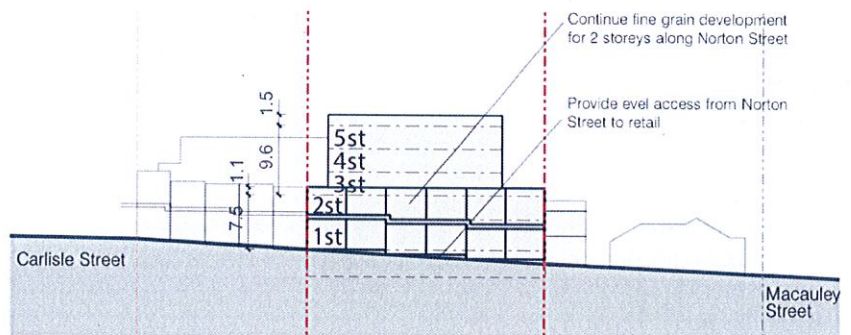 Continue fine grain development
for 2 storeys along Norton Street
Provide evel access from Norton
Street to retail
1.5
9.6
1.1
7.5
5st
4st
3st
2st
1st
Carlisle Street
Macauley
Street